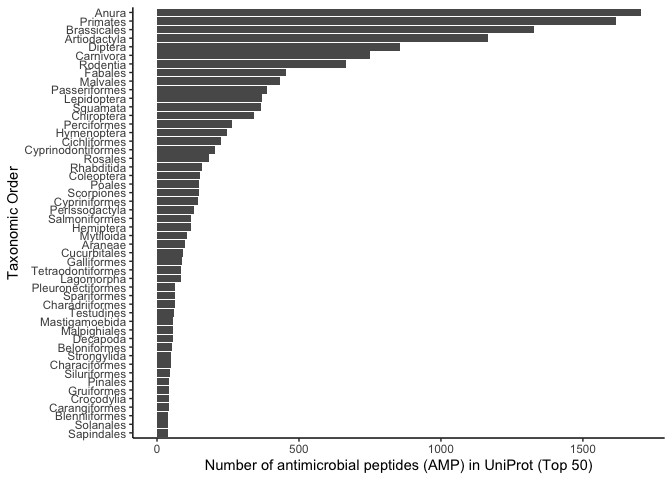 Taxonomic Order
Anura
Primates
Brassicales
Artiodactyla
Diptera
Carnivora
Rodentia
Fabales
Malvales
Passeriformes
Lepidoptera
Squamata
Chiroptera
Perciformes
Hymenoptera
Cichliformes
Cyprinodontiformes
Rosales
Rhabditida
Coleoptera
Poales
Scorpiones
Cypriniformes
Perissodactyla
Salmoniformes
Hemiptera
Mytiloida
Araneae
Cucurbitales
Galliformes
Tetraodontiformes
Lagomorpha
Pleuronectiformes
Spariformes
Charadriiformes
Testudines
Mastigamoebida
Malpighiales
Decapoda
Beloniformes
Strongylida
Characiformes
Siluriformes
Pinales
Gruiformes
Crocodylia
Carangiformes
Blenniiformes
Solanales
Sapindales
0 500 1000 1500
Number of antimicrobial peptides (AMP) in UniProt (Top 50)